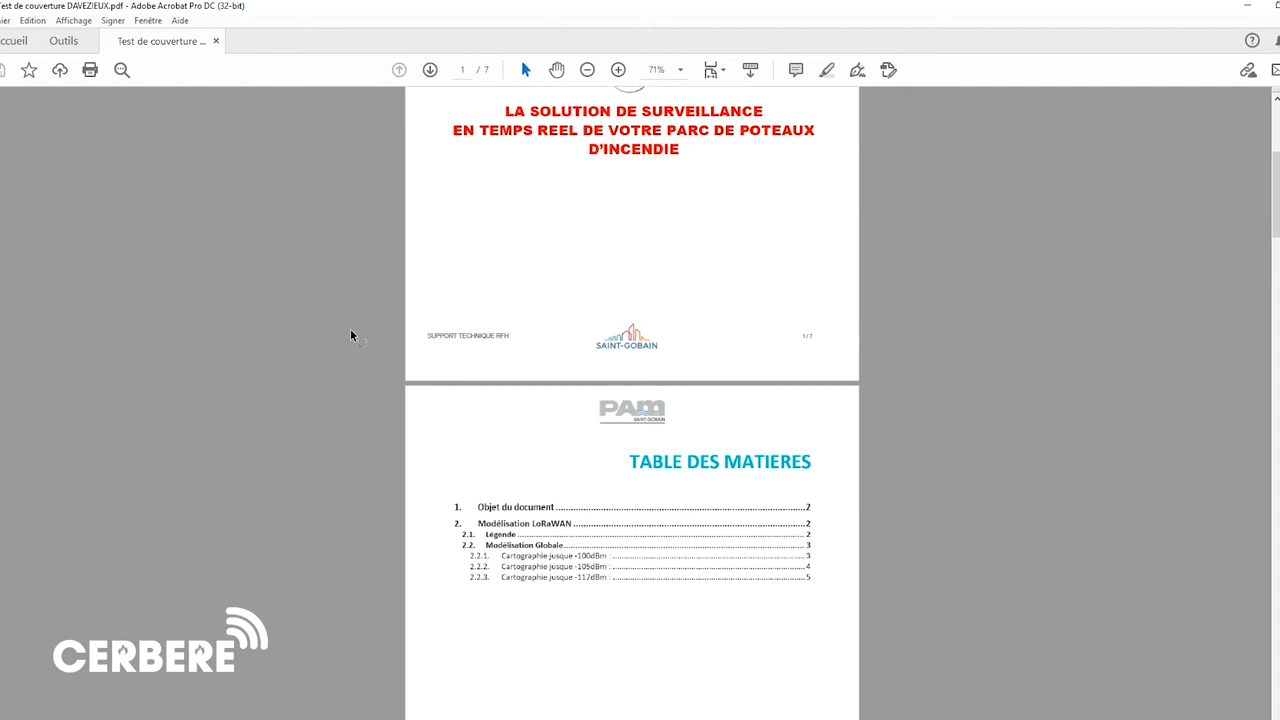 est de couverture DAVEZIEUX.pdf - Adobe Acrobat Pro DC (32-bit)
ier Edition Affichage Signer Fenêtre Aide
ccueil Outils Test de couverture ... ×
1 / 7 71%
LA SOLUTION DE SURVEILLANCE
EN TEMPS REEL DE VOTRE PARC DE POTEAUX
D'INCENDIE
SUPPORT TECHNIQUE RFH SAINT-GOBAIN 1 / 7
PAM
SAINT-GOBAIN
TABLE DES MATIERES
1. Objet du document ........................ 2
2. Modélisation LoRaWAN ........................ 2
2.1. Légende ........................ 2
2.2. Modélisation Globale ........................ 3
2.2.1. Cartographie jusque -100dBm : ........................ 3
2.2.2. Cartographie jusque -105dBm : ........................ 4
2.2.3. Cartographie jusque -117dBm : ........................ 5
CERBERE